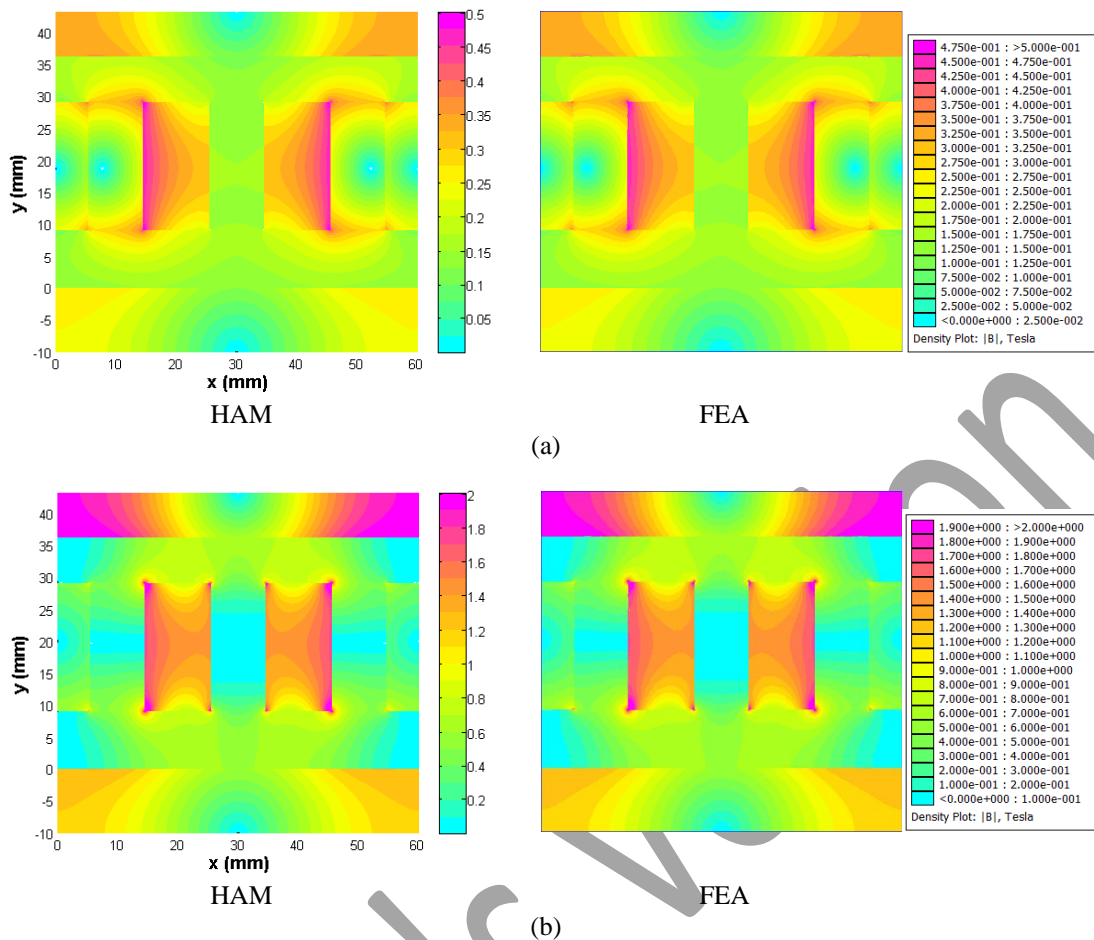 40
35
30
25
20
15
10
5
0
-5
-10
y (mm)
0 10 20 30 40 50 60
x (mm)
0.5
0.45
0.4
0.35
0.3
0.25
0.2
0.15
0.1
0.05
4.750e-001 : >5.000e-001
4.500e-001 : 4.750e-001
4.250e-001 : 4.500e-001
4.000e-001 : 4.250e-001
3.750e-001 : 4.000e-001
3.500e-001 : 3.750e-001
3.250e-001 : 3.500e-001
3.000e-001 : 3.250e-001
2.750e-001 : 3.000e-001
2.500e-001 : 2.750e-001
2.250e-001 : 2.500e-001
2.000e-001 : 2.250e-001
1.750e-001 : 2.000e-001
1.500e-001 : 1.750e-001
1.250e-001 : 1.500e-001
1.000e-001 : 1.250e-001
7.500e-002 : 1.000e-001
5.000e-002 : 7.500e-002
2.500e-002 : 5.000e-002
<0.000e+000 : 2.500e-002
Density Plot: |B|, Tesla
HAM FEA
(a)
40
35
30
25
20
15
10
5
0
-5
-10
y (mm)
0 10 20 30 40 50 60
x (mm)
2
1.8
1.6
1.4
1.2
1
0.8
0.6
0.4
0.2
1.900e+000 : >2.000e+000
1.800e+000 : 1.900e+000
1.700e+000 : 1.800e+000
1.600e+000 : 1.700e+000
1.500e+000 : 1.600e+000
1.400e+000 : 1.500e+000
1.300e+000 : 1.400e+000
1.200e+000 : 1.300e+000
1.100e+000 : 1.200e+000
1.000e+000 : 1.100e+000
9.000e-001 : 1.000e+000
8.000e-001 : 9.000e-001
7.000e-001 : 8.000e-001
6.000e-001 : 7.000e-001
5.000e-001 : 6.000e-001
4.000e-001 : 5.000e-001
3.000e-001 : 4.000e-001
2.000e-001 : 3.000e-001
1.000e-001 : 2.000e-001
<0.000e+000 : 1.000e-001
Density Plot: |B|, Tesla
HAM FEA
(b)